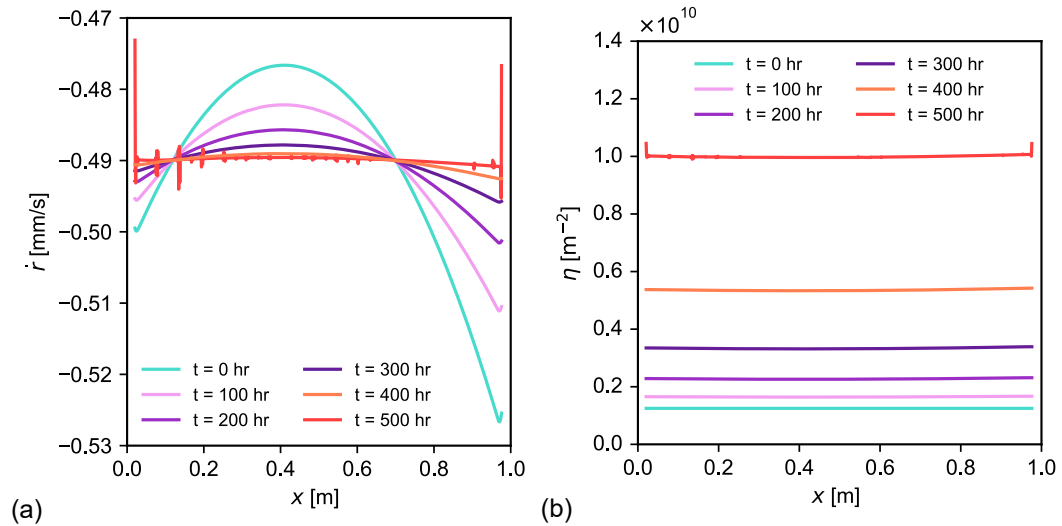 ṙ [mm/s]
−0.47
−0.48
−0.49
−0.50
−0.51
−0.52
−0.53
t = 0 hr
t = 100 hr
t = 200 hr
t = 300 hr
t = 400 hr
t = 500 hr
0.0 0.2 0.4 0.6 0.8 1.0
x [m]
(a)
×10¹⁰
η [m⁻²]
1.4
1.2
1.0
0.8
0.6
0.4
0.2
0.0
t = 0 hr
t = 100 hr
t = 200 hr
t = 300 hr
t = 400 hr
t = 500 hr
0.0 0.2 0.4 0.6 0.8 1.0
x [m]
(b)